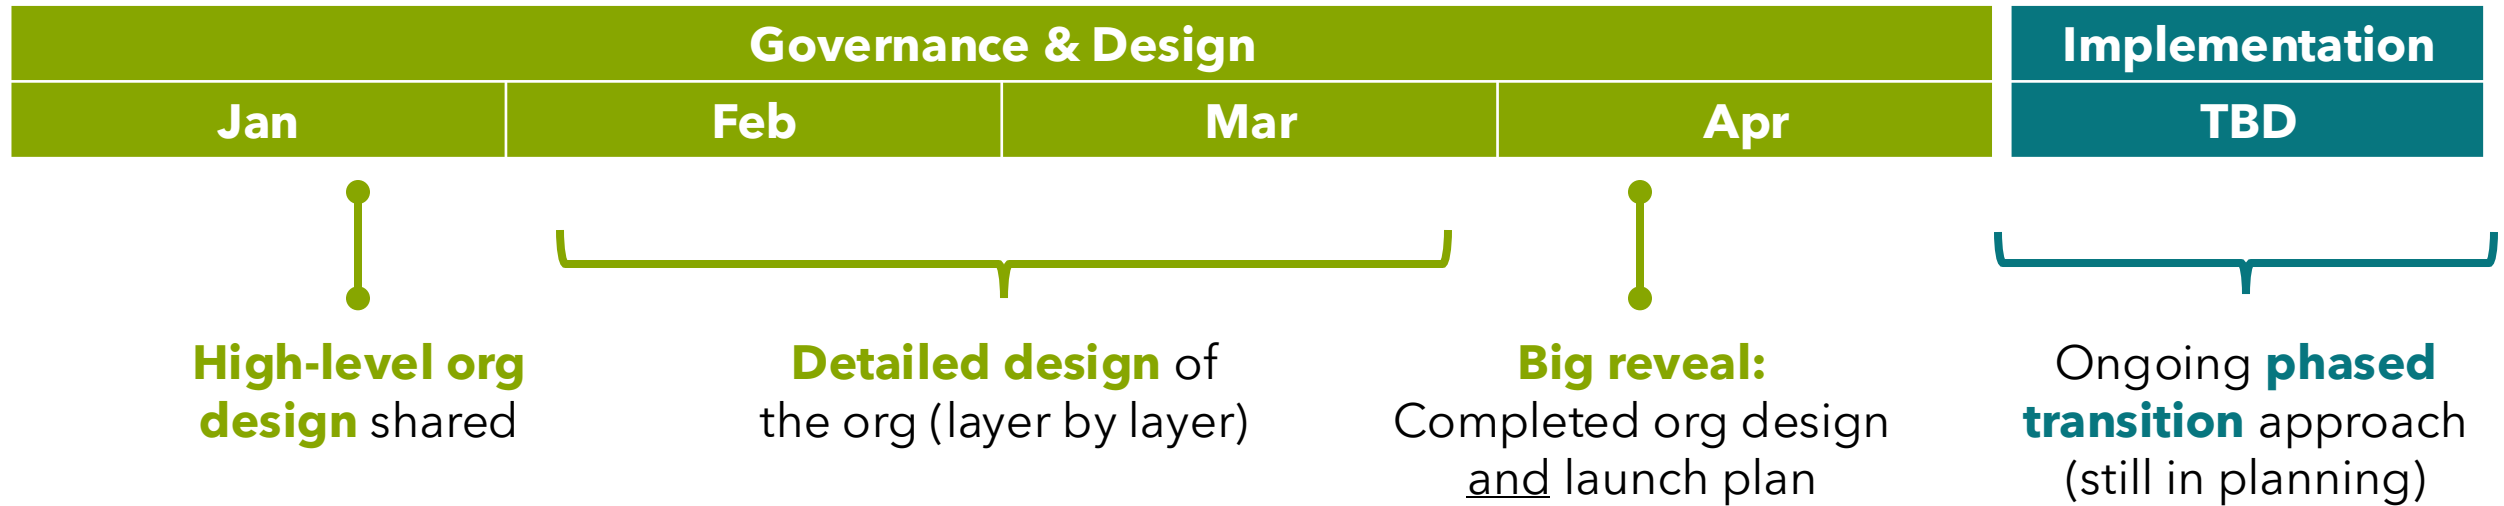 Governance & Design
Implementation
Jan
Feb
Mar
Apr
TBD
High-level org
design shared
Detailed design of
the org (layer by layer)
Big reveal:
Completed org design
and launch plan
Ongoing phased
transition approach
(still in planning)